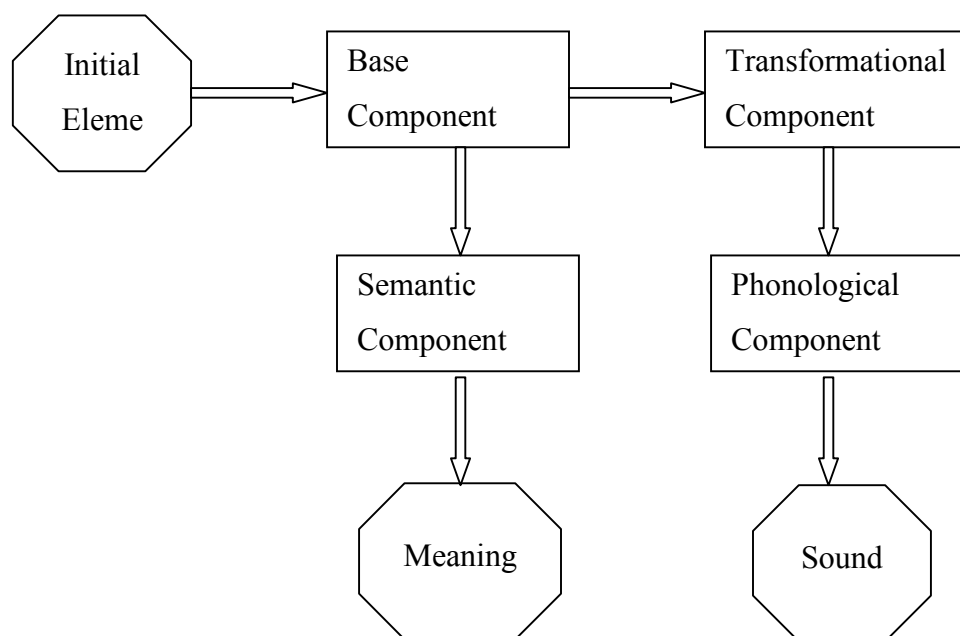 Initial
Eleme
Base
Component
Transformational
Component
Semantic
Component
Phonological
Component
Meaning
Sound